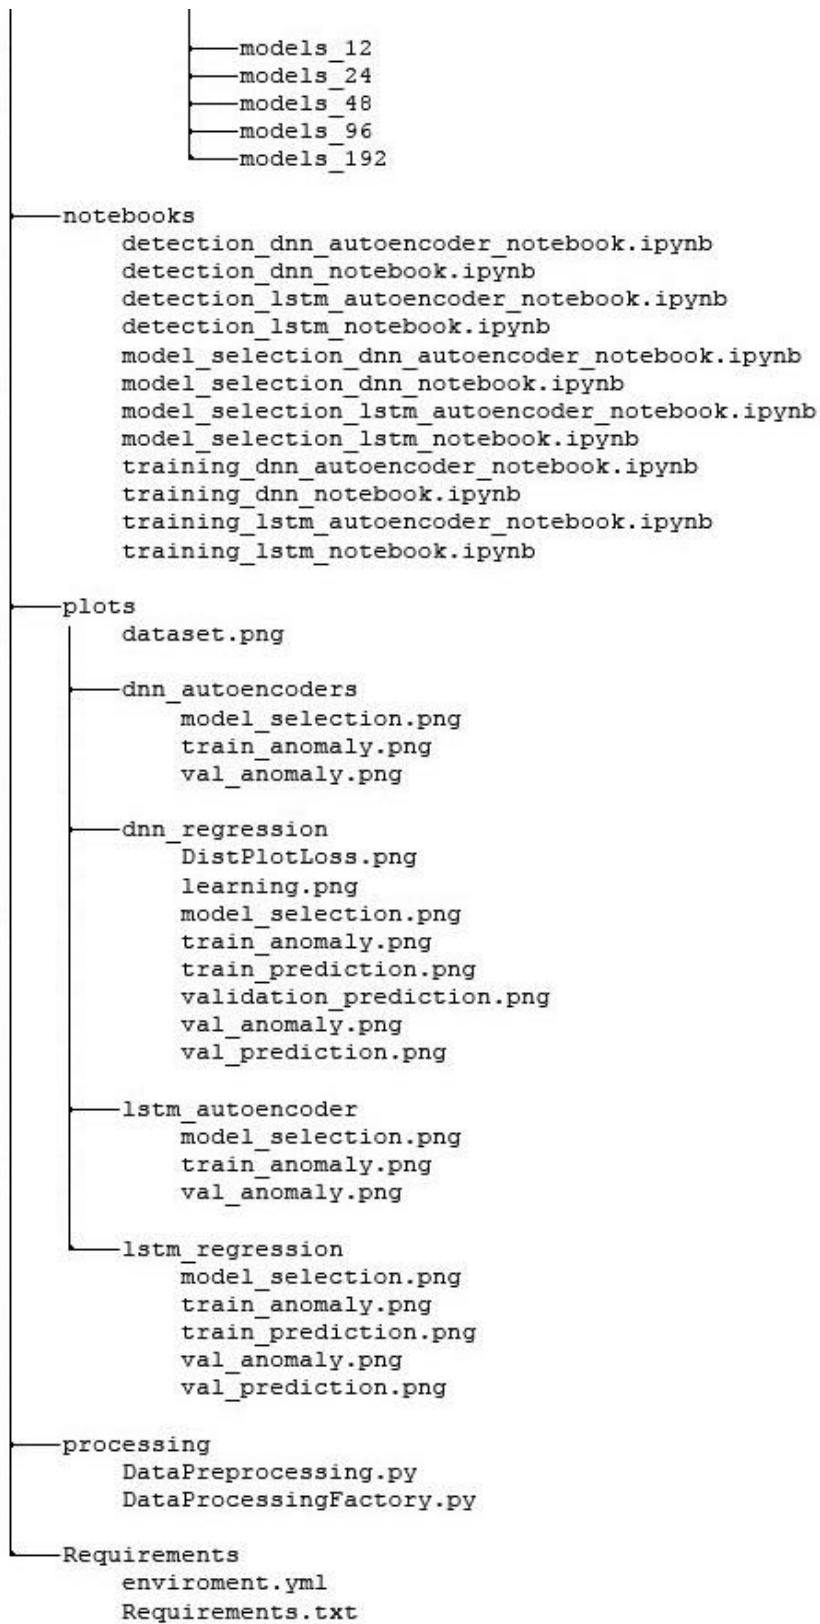 models_12
models_24
models_48
models_96
models_192
notebooks
detection_dnn_autoencoder_notebook.ipynb
detection_dnn_notebook.ipynb
detection_lstm_autoencoder_notebook.ipynb
detection_lstm_notebook.ipynb
model_selection_dnn_autoencoder_notebook.ipynb
model_selection_dnn_notebook.ipynb
model_selection_lstm_autoencoder_notebook.ipynb
model_selection_lstm_notebook.ipynb
training_dnn_autoencoder_notebook.ipynb
training_dnn_notebook.ipynb
training_lstm_autoencoder_notebook.ipynb
training_lstm_notebook.ipynb
plots
dataset.png
dnn_autoencoders
model_selection.png
train_anomaly.png
val_anomaly.png
dnn_regression
DistPlotLoss.png
learning.png
model_selection.png
train_anomaly.png
train_prediction.png
validation_prediction.png
val_anomaly.png
val_prediction.png
lstm_autoencoder
model_selection.png
train_anomaly.png
val_anomaly.png
lstm_regression
model_selection.png
train_anomaly.png
train_prediction.png
val_anomaly.png
val_prediction.png
processing
DataPreprocessing.py
DataProcessingFactory.py
Requirements
enviroment.yml
Requirements.txt